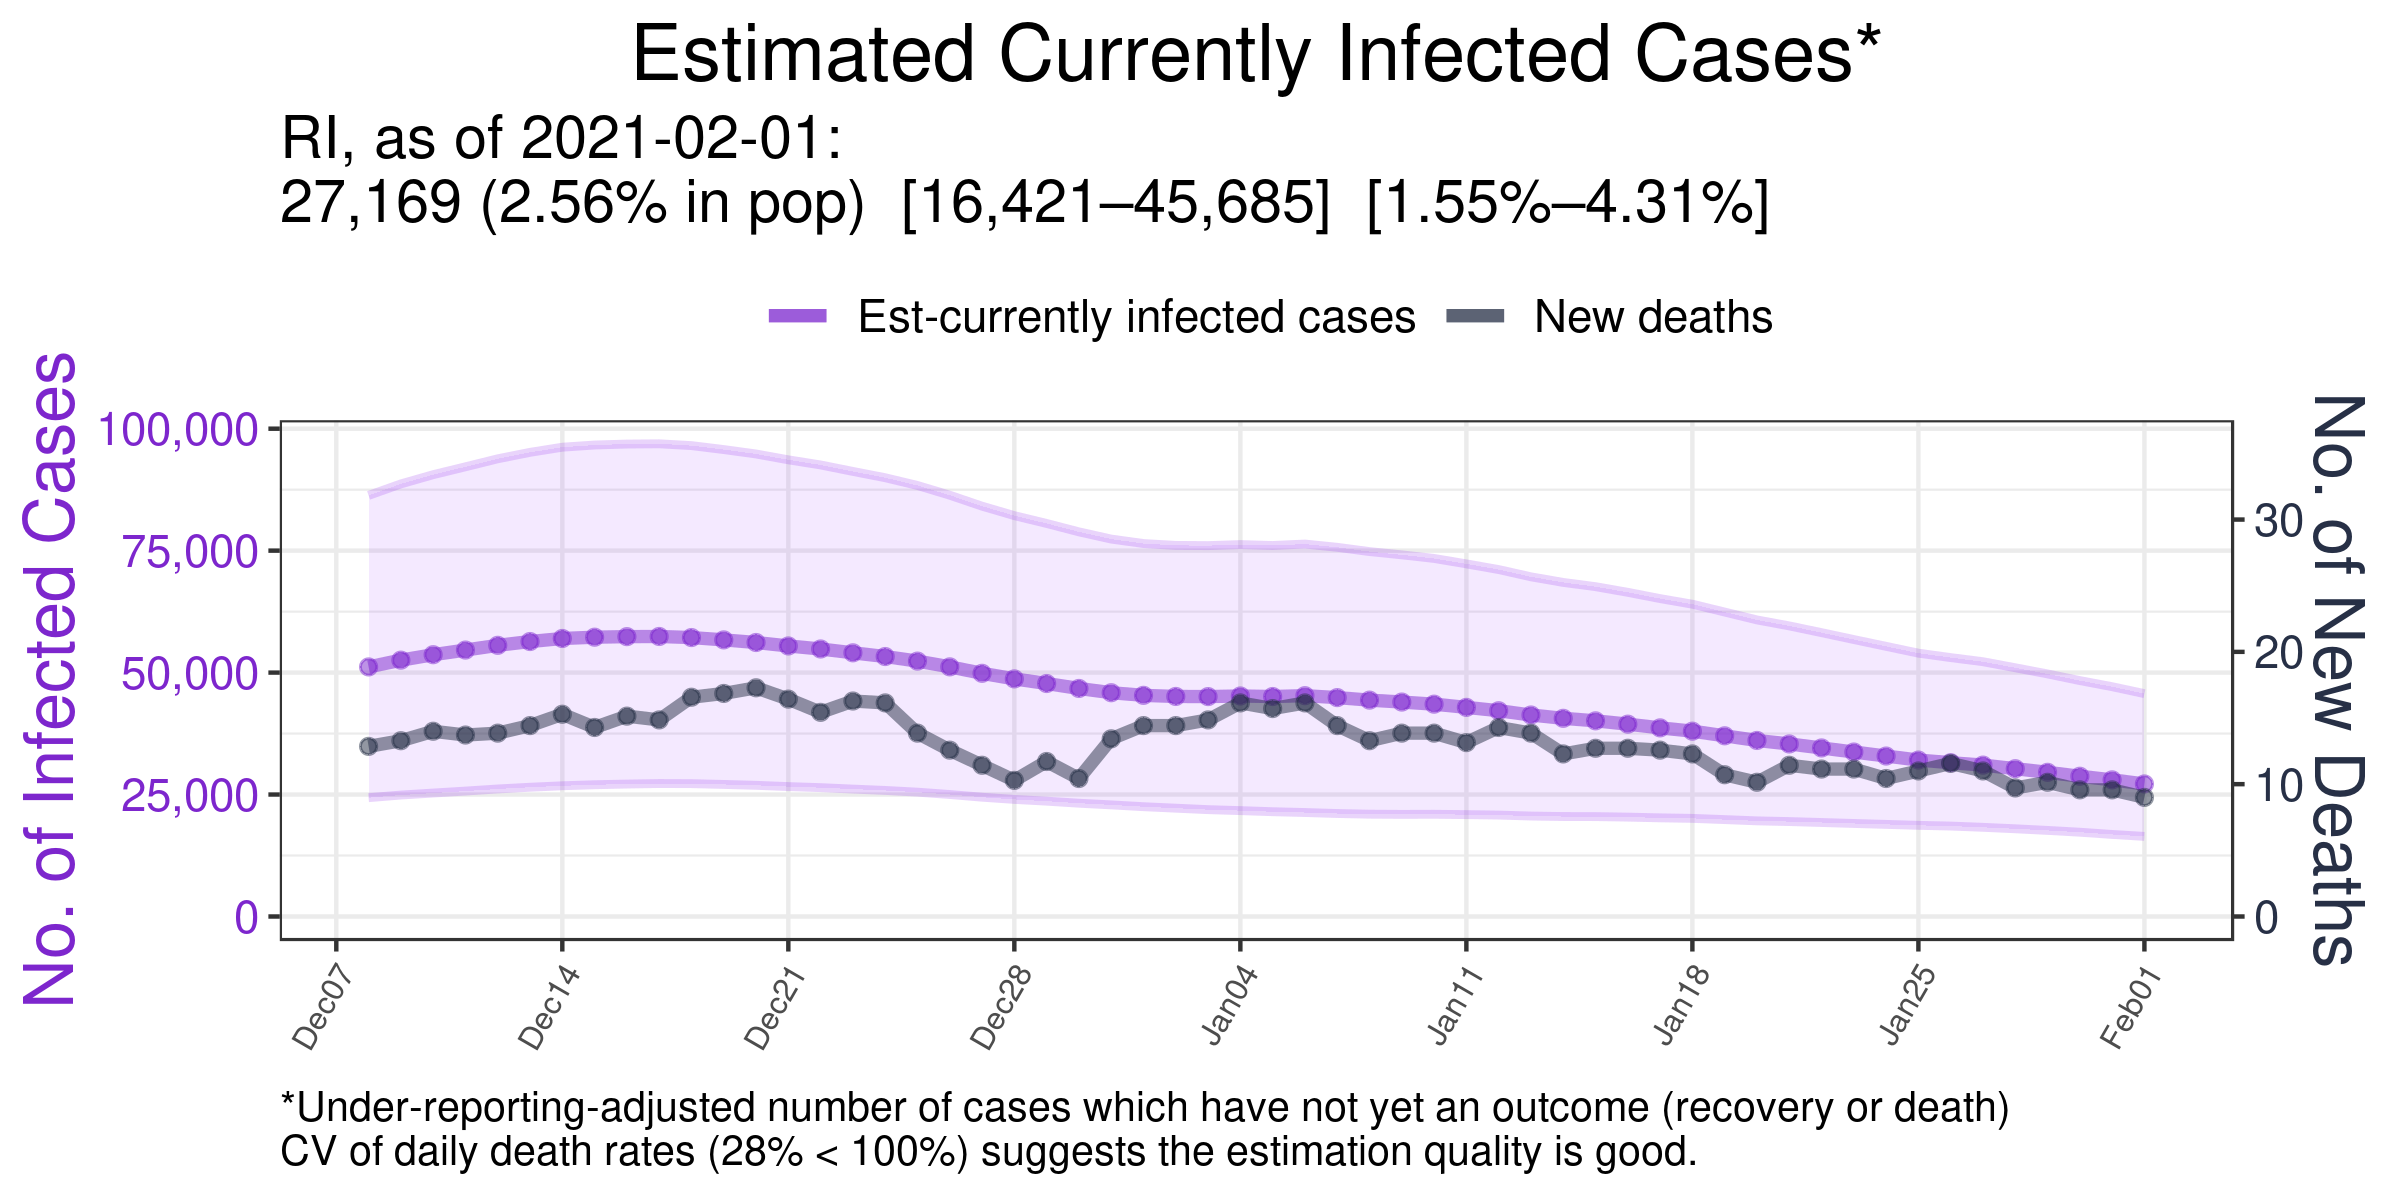 Estimated Currently Infected Cases*
RI, as of 2021-02-01:
27,169 (2.56% in pop)  [16,421–45,685]  [1.55%–4.31%]
Est-currently infected cases
New deaths
No. of Infected Cases
100,000
75,000
50,000
25,000
0
No. of New Deaths
30
20
10
0
Dec07
Dec14
Dec21
Dec28
Jan04
Jan11
Jan18
Jan25
Feb01
*Under-reporting-adjusted number of cases which have not yet an outcome (recovery or death)
CV of daily death rates (28% < 100%) suggests the estimation quality is good.